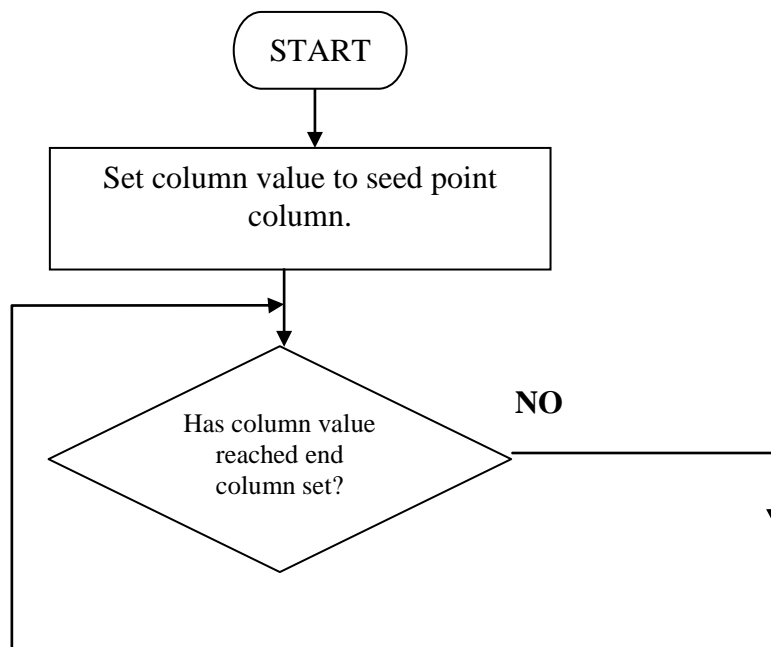 START
Set column value to seed point
column.
NO
Has column value
reached end
column set?